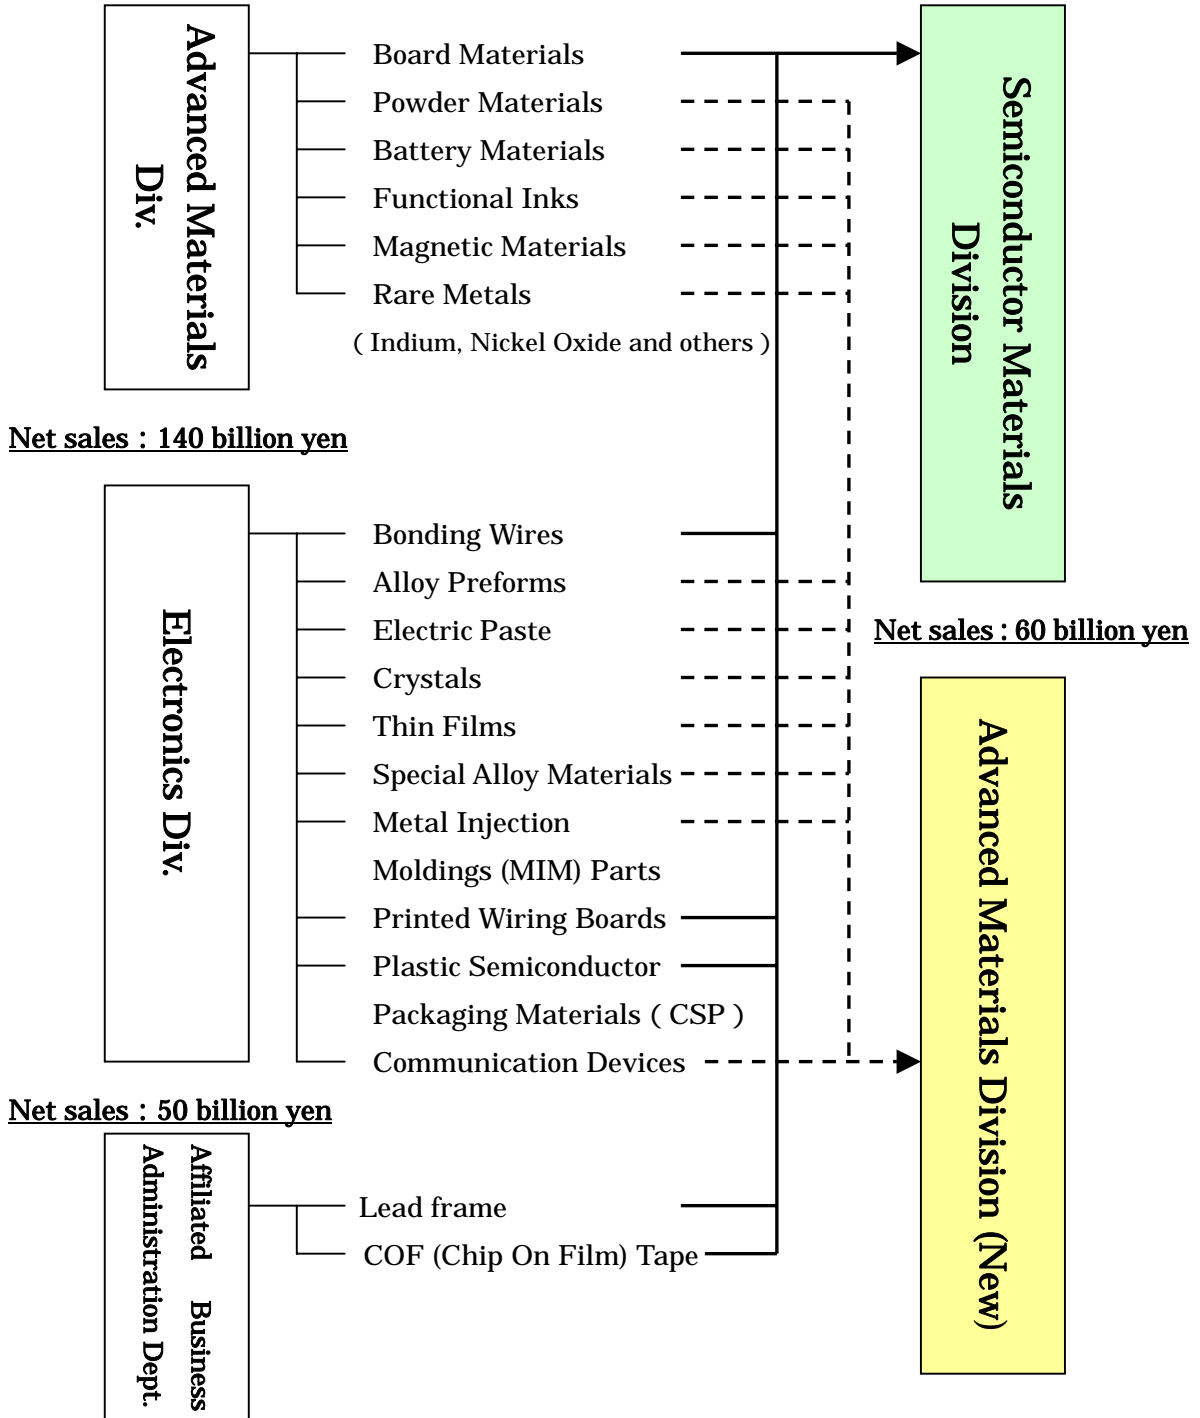 Advanced Materials
Div.
Board Materials
Powder Materials
Battery Materials
Functional Inks
Magnetic Materials
Rare Metals
( Indium, Nickel Oxide and others )
Semiconductor Materials
Division
Net sales : 140 billion yen
Electronics Div.
Bonding Wires
Alloy Preforms
Electric Paste
Crystals
Thin Films
Special Alloy Materials
Metal Injection
Moldings (MIM) Parts
Printed Wiring Boards
Plastic Semiconductor
Packaging Materials ( CSP )
Communication Devices
Net sales : 60 billion yen
Advanced Materials Division (New)
Net sales : 50 billion yen
Affiliated Business
Administration Dept.
Lead frame
COF (Chip On Film) Tape